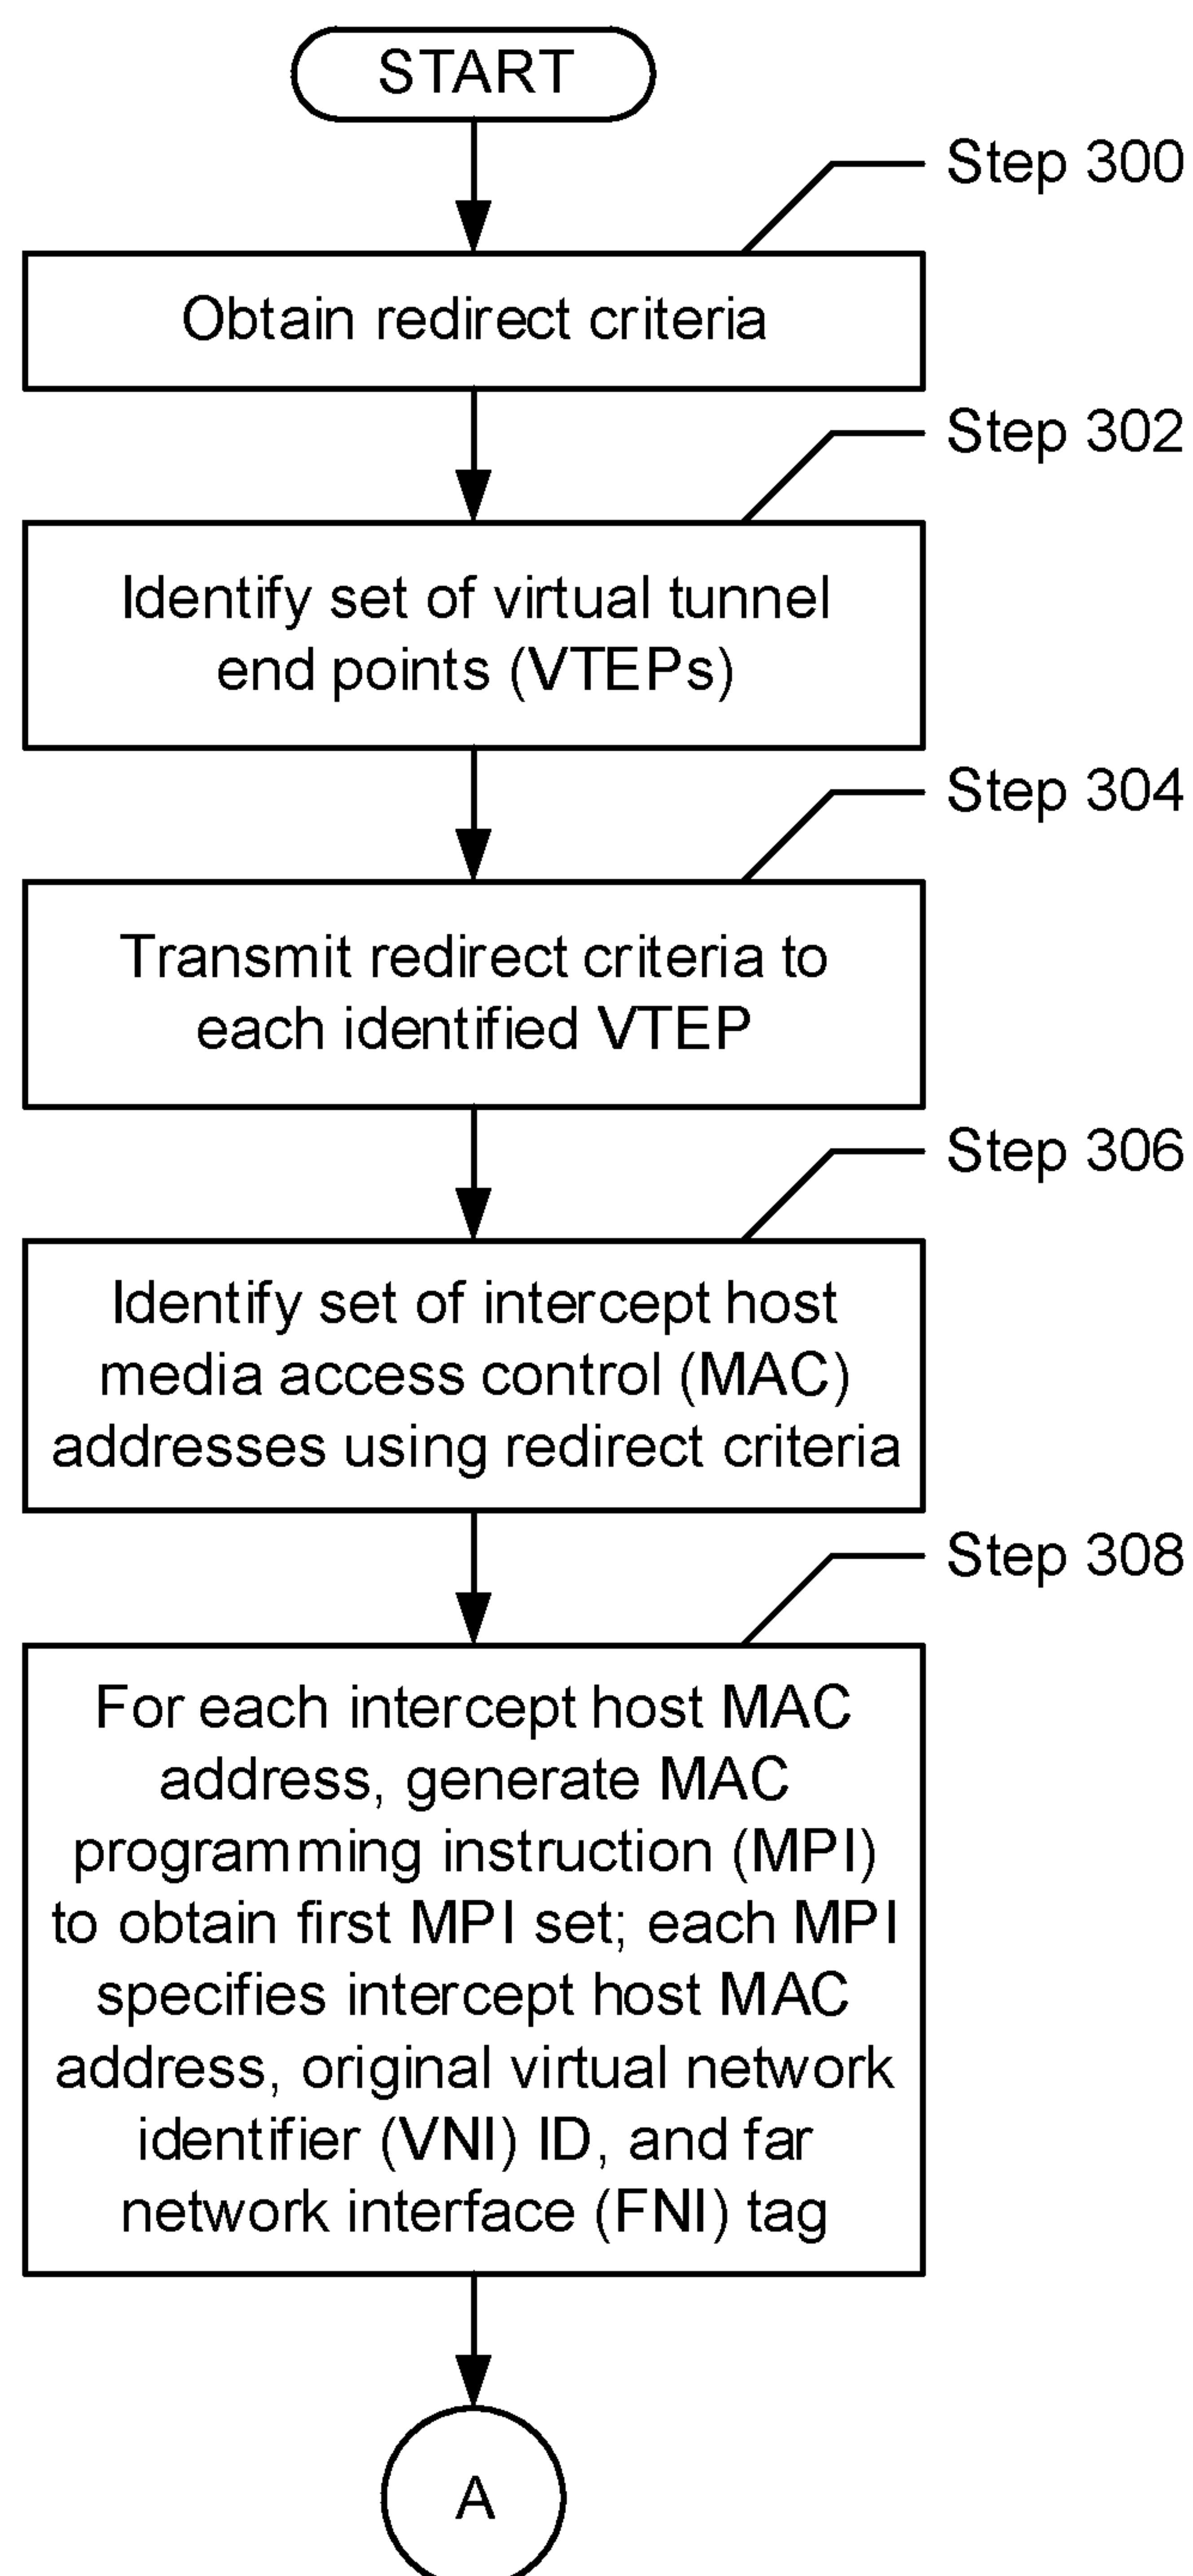 START
Step 300
Obtain redirect criteria
Step 302
Identify set of virtual tunnel
end points (VTEPs)
Step 304
Transmit redirect criteria to
each identified VTEP
Step 306
Identify set of intercept host
media access control (MAC)
addresses using redirect criteria
Step 308
For each intercept host MAC
address, generate MAC
programming instruction (MPI)
to obtain first MPI set; each MPI
specifies intercept host MAC
address, original virtual network
identifier (VNI) ID, and far
network interface (FNI) tag
A